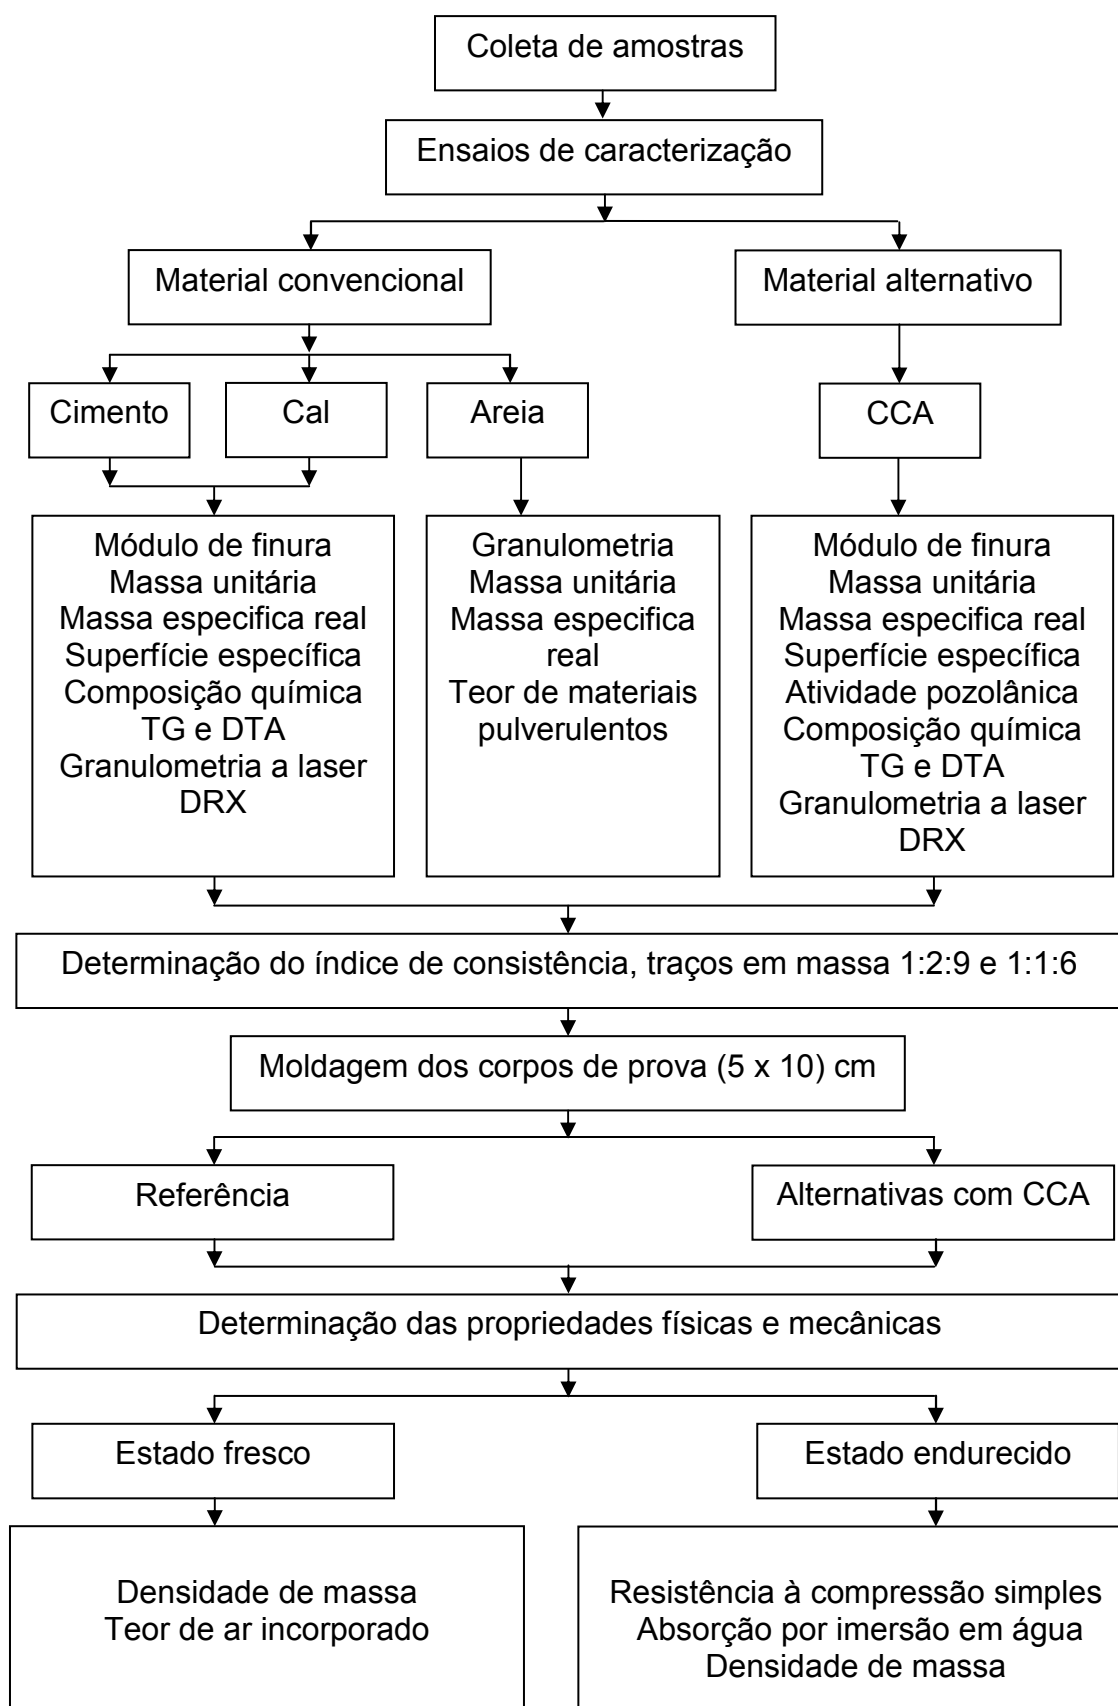 Coleta de amostras
Ensaios de caracterização
Material convencional
Material alternativo
Cimento
Cal
Areia
CCA
Módulo de finura
Massa unitária
Massa especifica real
Superfície específica
Composição química
TG e DTA
Granulometria a laser
DRX
Granulometria
Massa unitária
Massa especifica
real
Teor de materiais
pulverulentos
Módulo de finura
Massa unitária
Massa especifica real
Superfície específica
Atividade pozolânica
Composição química
TG e DTA
Granulometria a laser
DRX
Determinação do índice de consistência, traços em massa 1:2:9 e 1:1:6
Moldagem dos corpos de prova (5 x 10) cm
Referência
Alternativas com CCA
Determinação das propriedades físicas e mecânicas
Estado fresco
Estado endurecido
Densidade de massa
Teor de ar incorporado
Resistência à compressão simples
Absorção por imersão em água
Densidade de massa